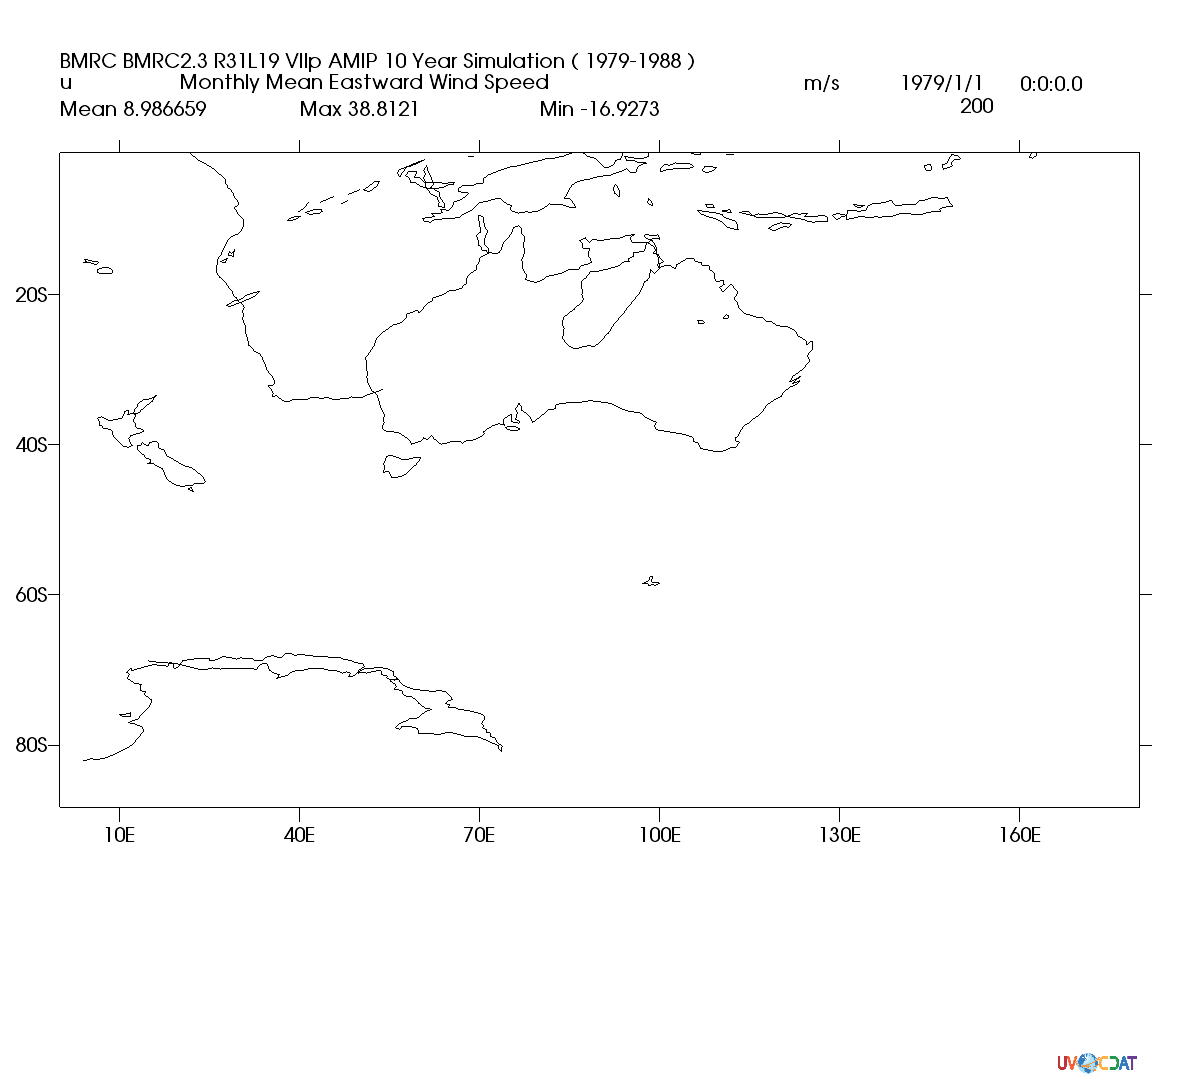 BMRC BMRC2.3 R31L19 VIIp AMIP 10 Year Simulation ( 1979-1988 )
u Monthly Mean Eastward Wind Speed m/s 1979/1/1 0:0:0.0
Mean 8.986659 Max 38.8121 Min -16.9273 200
20S
40S
60S
80S
10E 40E 70E 100E 130E 160E
UV CDAT